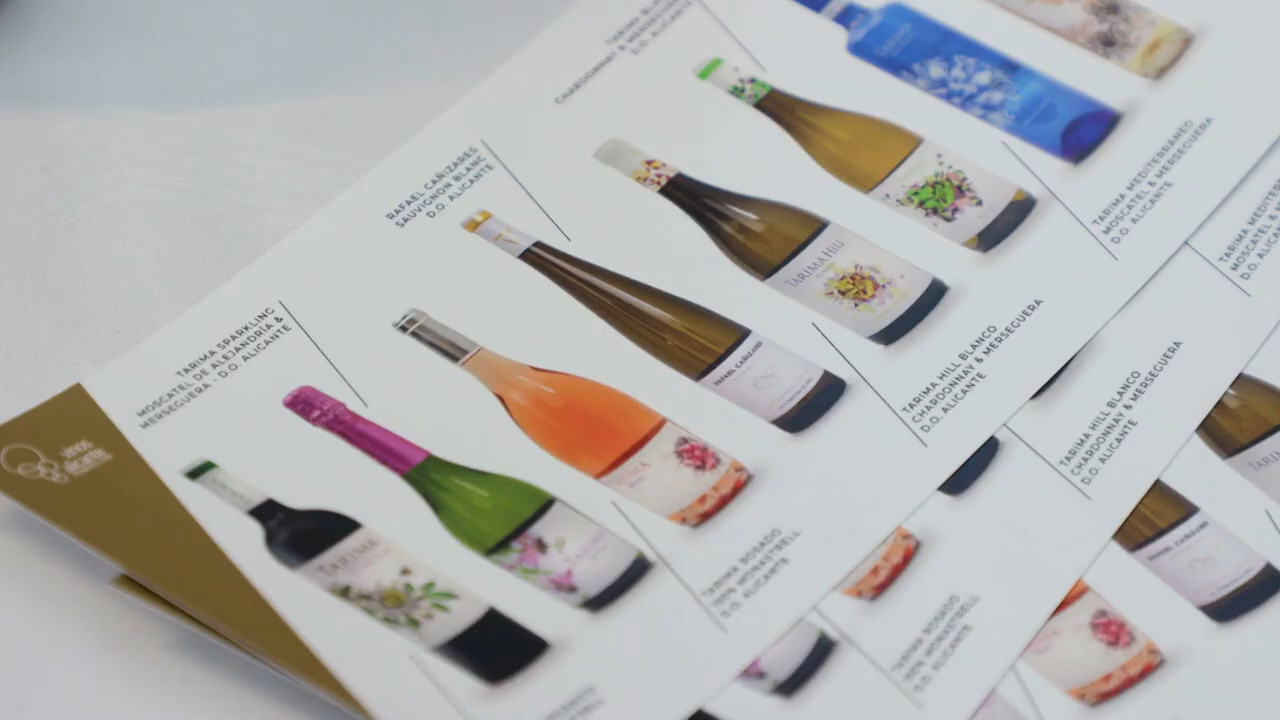 CHARDONNAY & MERSEGUERA
D.O. ALICANTE
RAFAEL CAÑIZARES
SAUVIGNON BLANC
D.O. ALICANTE
TARIMA SPARKLING
MOSCATEL DE ALEJANDRÍA &
MERSEGUERA - D.O. ALICANTE
vinos
alicante
TARIMA
TARIMA HILL
RAFAEL CAÑIZARES
TARIMA
TARIMA MEDITERRÁNEO
MOSCATEL & MERSEGUERA
D.O. ALICANTE
TARIMA HILL BLANCO
CHARDONNAY & MERSEGUERA
D.O. ALICANTE
TARIMA ROSADO
100% MONASTRELL
D.O. ALICANTE
MOSCATEL &
D.O. ALICANTE
TARIMA HILL BLANCO
CHARDONNAY & MERSEGUERA
D.O. ALICANTE
TARIMA ROSADO
100% MONASTRELL
D.O. ALICANTE
RAFAEL CAÑIZARES